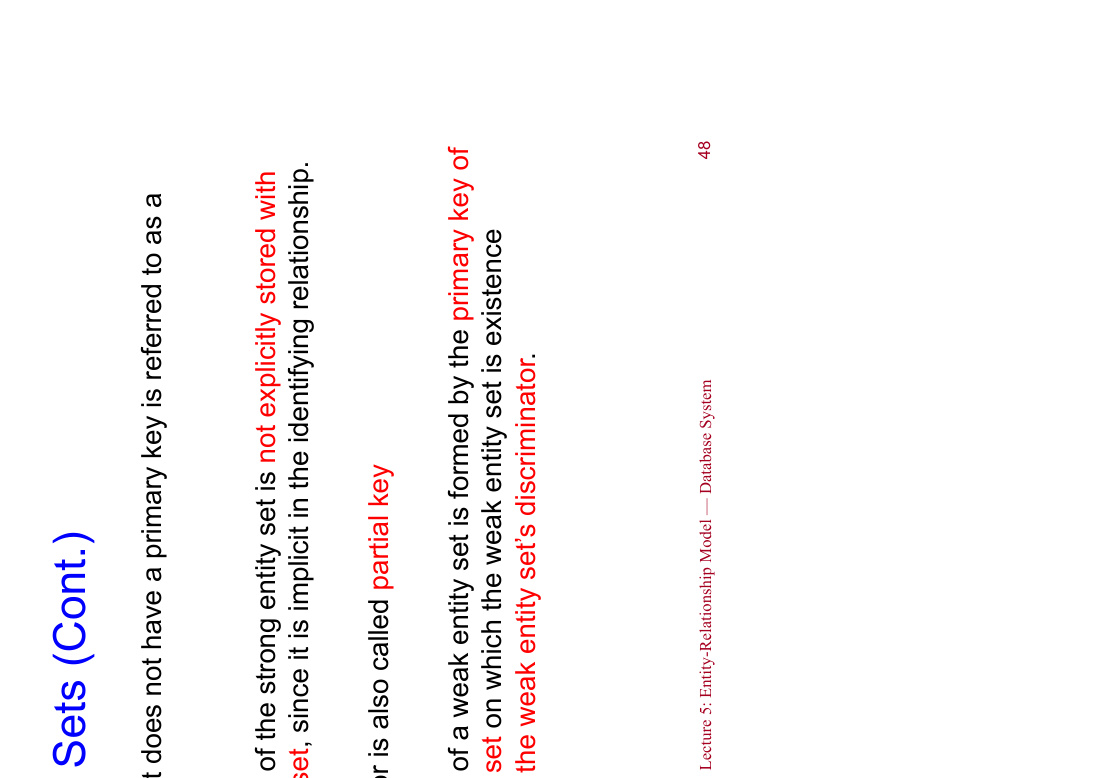 Sets (Cont.)
does not have a primary key is referred to as a
of the strong entity set is not explicitly stored with
set, since it is implicit in the identifying relationship.
is also called partial key
of a weak entity set is formed by the primary key of
set on which the weak entity set is existence
the weak entity set’s discriminator.
Lecture 5: Entity-Relationship Model — Database System 48